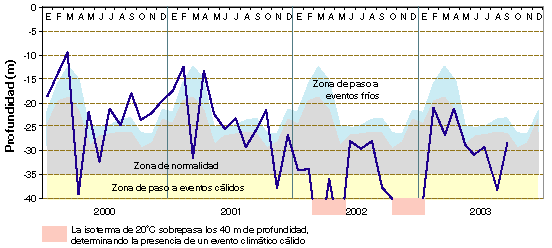 E F M A M J J A S O N D E F M A M J J A S O N D E F M A M J J A S O N D E F M A M J J A S O N D
0
-5
-10
-15
-20
-25
-30
-35
-40
Profundidad (m)
Zona de paso a
eventos fríos
Zona de normalidad
Zona de paso a eventos cálidos
2000 2001 2002 2003
La isoterma de 20°C sobrepasa los 40 m de profundidad,
determinando la presencia de un evento climático cálido